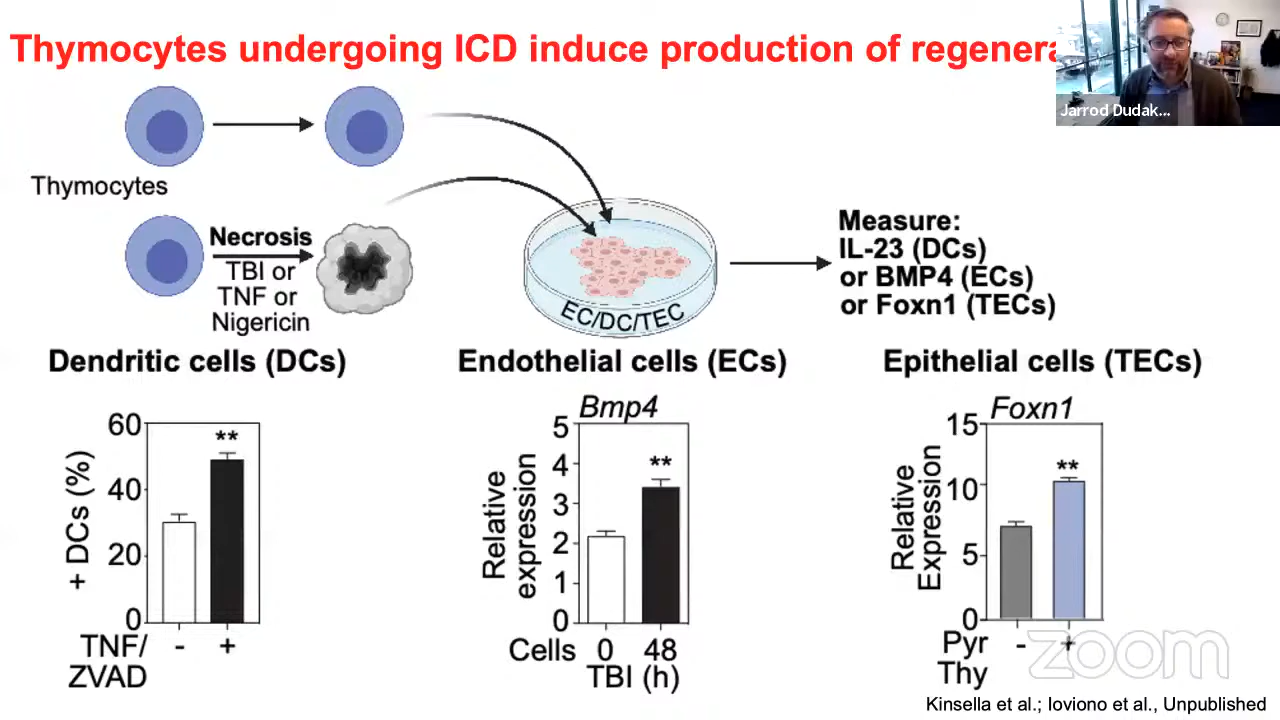 Thymocytes undergoing ICD induce production of regenera
Jarrod Dudak...
Thymocytes
Necrosis
TBI or
TNF or
Nigericin
EC/DC/TEC
Measure:
IL-23 (DCs)
or BMP4 (ECs)
or Foxn1 (TECs)
Dendritic cells (DCs)
+ DCs (%)
60
40
20
0
**
TNF/ - +
ZVAD
Endothelial cells (ECs)
Bmp4
Relative
expression
5
4
3
2
1
0
**
Cells 0 48
TBI (h)
Epithelial cells (TECs)
Foxn1
Relative
Expression
15
10
5
0
**
Pyr - +
Thy
zoom
Kinsella et al.; Ioviono et al., Unpublished